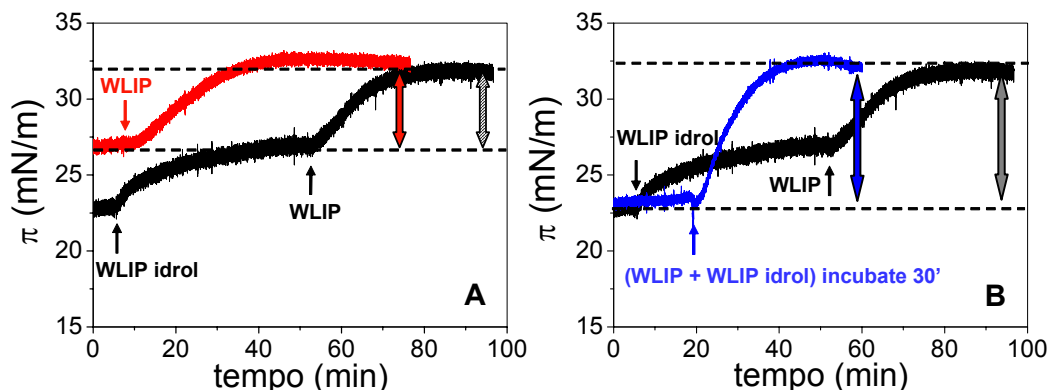 35
30
25
20
15
π (mN/m)
0 20 40 60 80 100
tempo (min)
WLIP
WLIP
WLIP idrol
A
35
30
25
20
15
π (mN/m)
0 20 40 60 80 100
tempo (min)
WLIP idrol
WLIP
(WLIP + WLIP idrol) incubate 30'
B